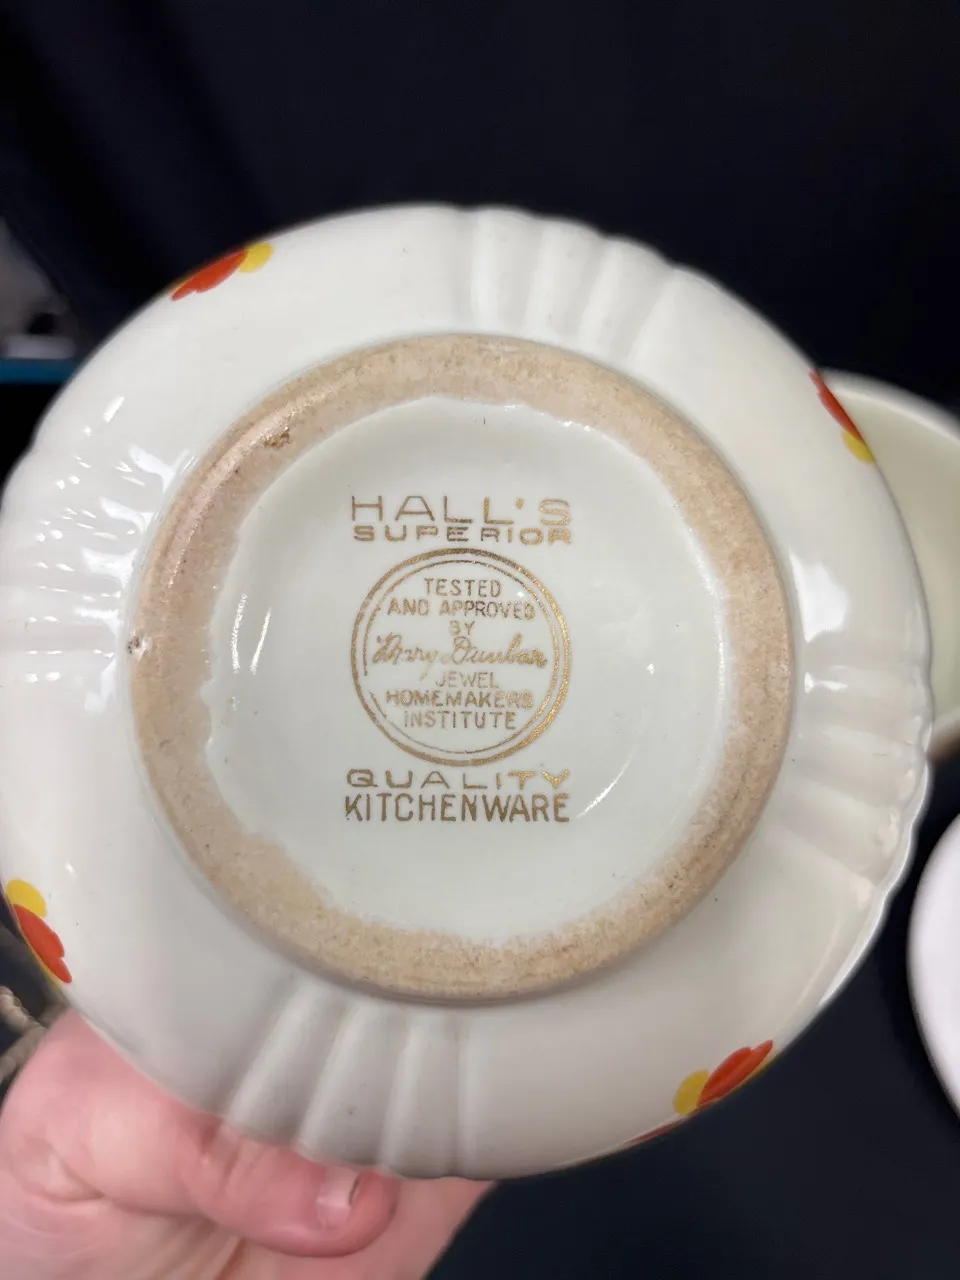 HALL'S
SUPERIOR
TESTED
AND APPROVED
BY
Mary Dunbar
JEWEL
HOMEMAKERS
INSTITUTE
QUALITY
KITCHENWARE